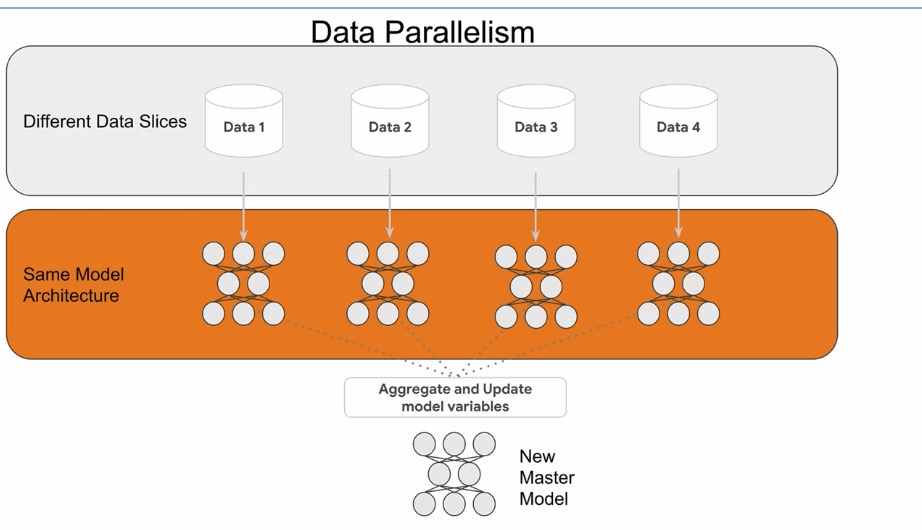 Data Parallelism
Different Data Slices
Data 1
Data 2
Data 3
Data 4
Same Model
Architecture
Aggregate and Update
model variables
New
Master
Model